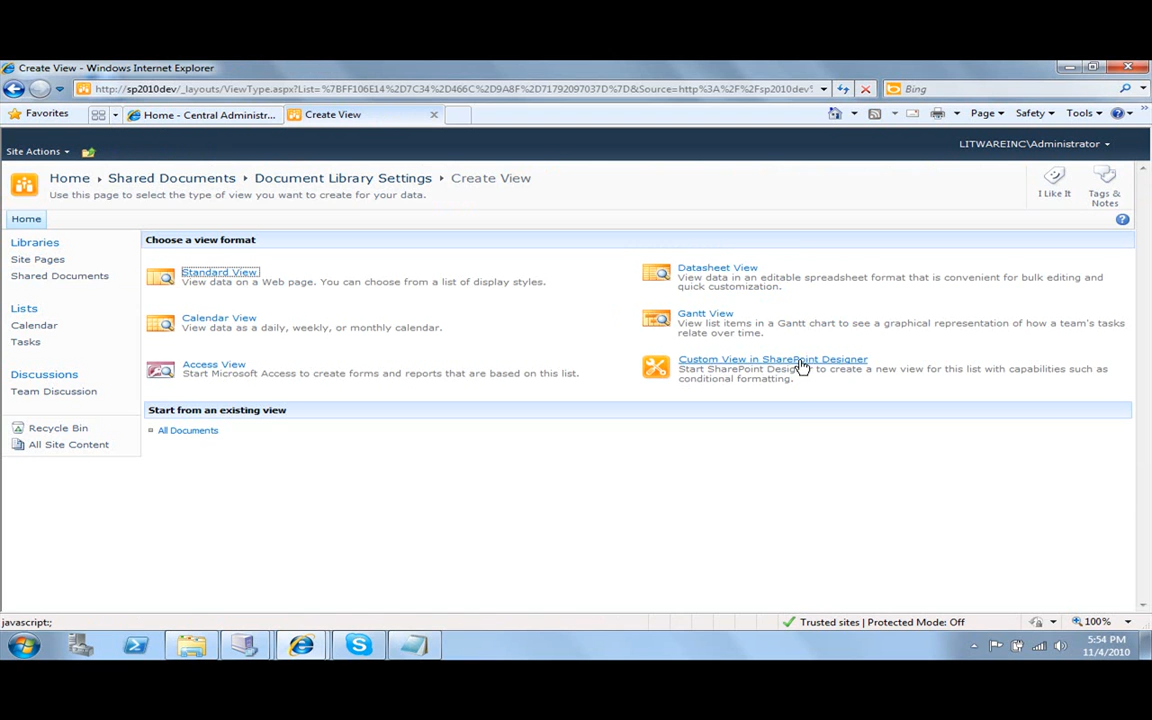 Create View - Windows Internet Explorer
http://sp2010dev/_layouts/ViewType.aspx?List=%7BFF106E14%2D7C34%2D466C%2D9A8F%2D71792097037D%7D&Source=http%3A%2F%2Fsp2010dev%
Bing
Favorites
Home - Central Administr...
Create View
Page
Safety
Tools
Site Actions
LITWAREINC\Administrator
Home
Shared Documents
Document Library Settings
Create View
Use this page to select the type of view you want to create for your data.
I Like It
Tags &
Notes
Home
Libraries
Site Pages
Shared Documents
Lists
Calendar
Tasks
Discussions
Team Discussion
Recycle Bin
All Site Content
Choose a view format
Standard View
View data on a Web page. You can choose from a list of display styles.
Calendar View
View data as a daily, weekly, or monthly calendar.
Access View
Start Microsoft Access to create forms and reports that are based on this list.
Datasheet View
View data in an editable spreadsheet format that is convenient for bulk editing and
quick customization.
Gantt View
View list items in a Gantt chart to see a graphical representation of how a team's tasks
relate over time.
Custom View in SharePoint Designer
Start SharePoint Designer to create a new view for this list with capabilities such as
conditional formatting.
Start from an existing view
All Documents
javascript:;
Trusted sites | Protected Mode: Off
100%
5:54 PM
11/4/2010